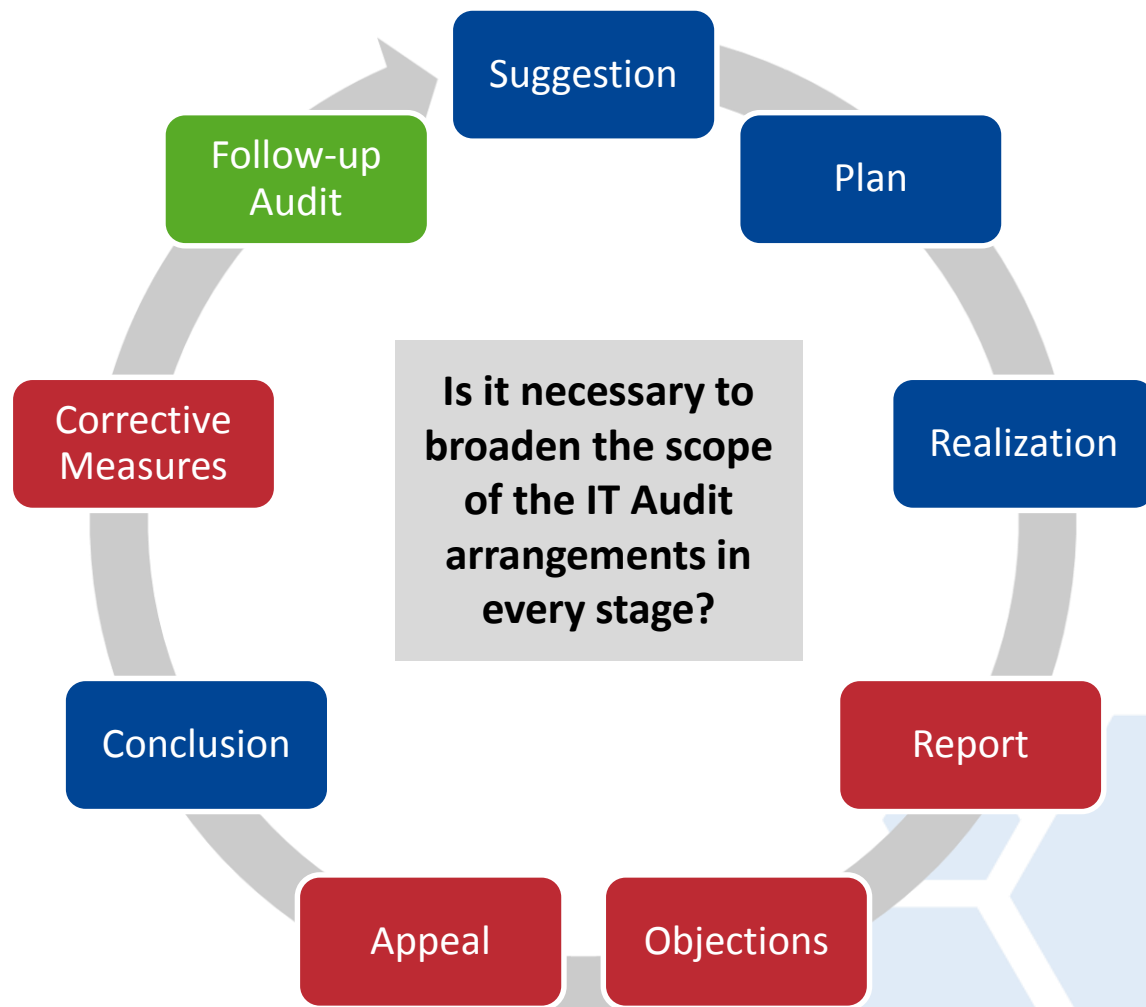 Suggestion
Plan
Realization
Report
Objections
Appeal
Conclusion
Corrective
Measures
Follow-up
Audit
Is it necessary to
broaden the scope
of the IT Audit
arrangements in
every stage?